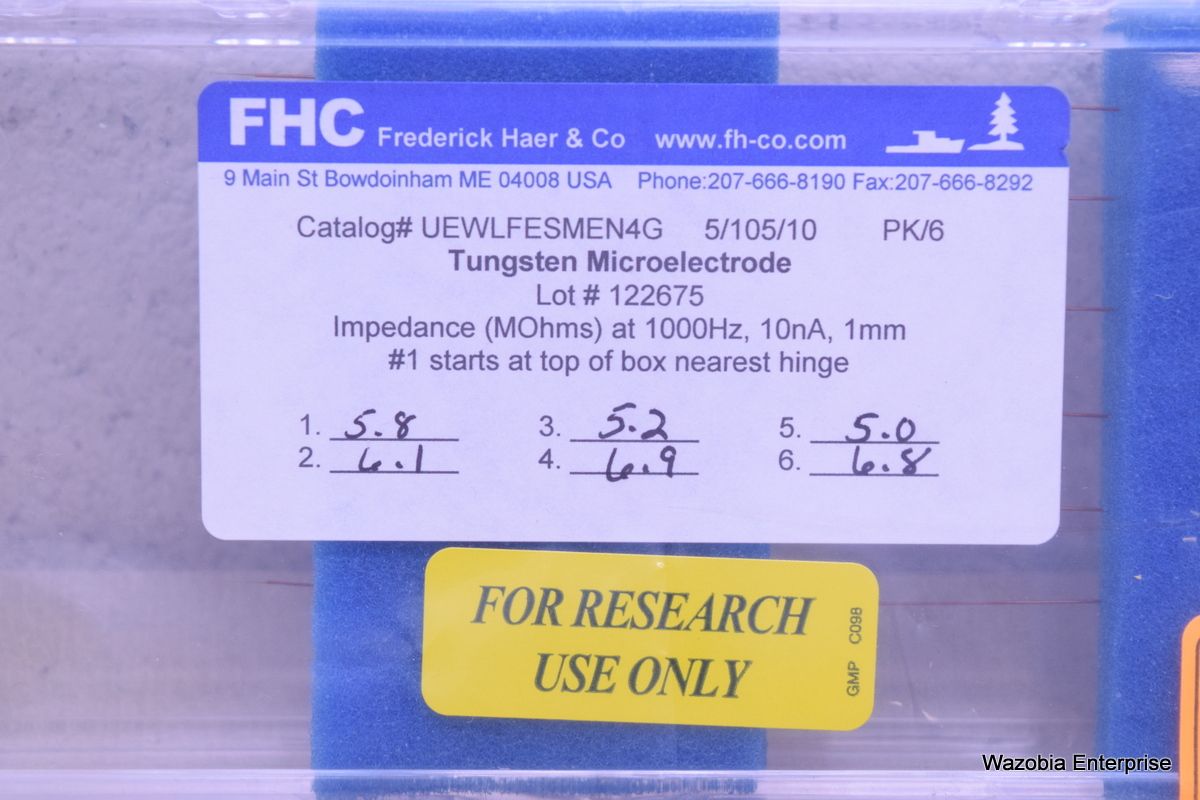 FHC Frederick Haer & Co www.fh-co.com
9 Main St Bowdoinham ME 04008 USA Phone:207-666-8190 Fax:207-666-8292
Catalog# UEWLFESMEN4G 5/105/10 PK/6
Tungsten Microelectrode
Lot # 122675
Impedance (MOhms) at 1000Hz, 10nA, 1mm
#1 starts at top of box nearest hinge
1. 5.8 3. 5.2 5. 5.0
2. 6.1 4. 6.9 6. 6.8
FOR RESEARCH
USE ONLY
GMP C098
Wazobia Enterprise